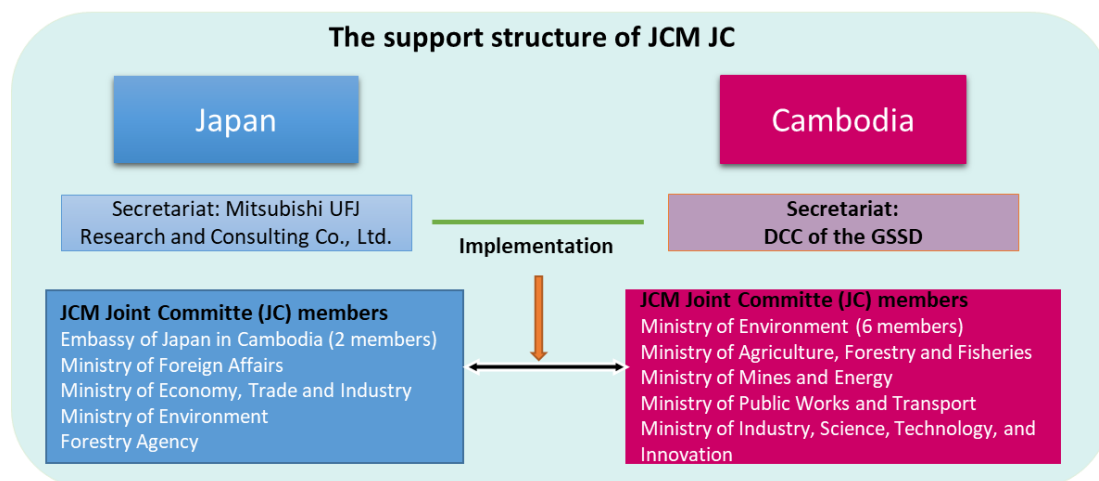 The support structure of JCM JC
Japan
Cambodia
Secretariat: Mitsubishi UFJ
Research and Consulting Co., Ltd.
Secretariat:
DCC of the GSSD
Implementation
JCM Joint Committe (JC) members
Embassy of Japan in Cambodia (2 members)
Ministry of Foreign Affairs
Ministry of Economy, Trade and Industry
Ministry of Environment
Forestry Agency
JCM Joint Committe (JC) members
Ministry of Environment (6 members)
Ministry of Agriculture, Forestry and Fisheries
Ministry of Mines and Energy
Ministry of Public Works and Transport
Ministry of Industry, Science, Technology, and
Innovation